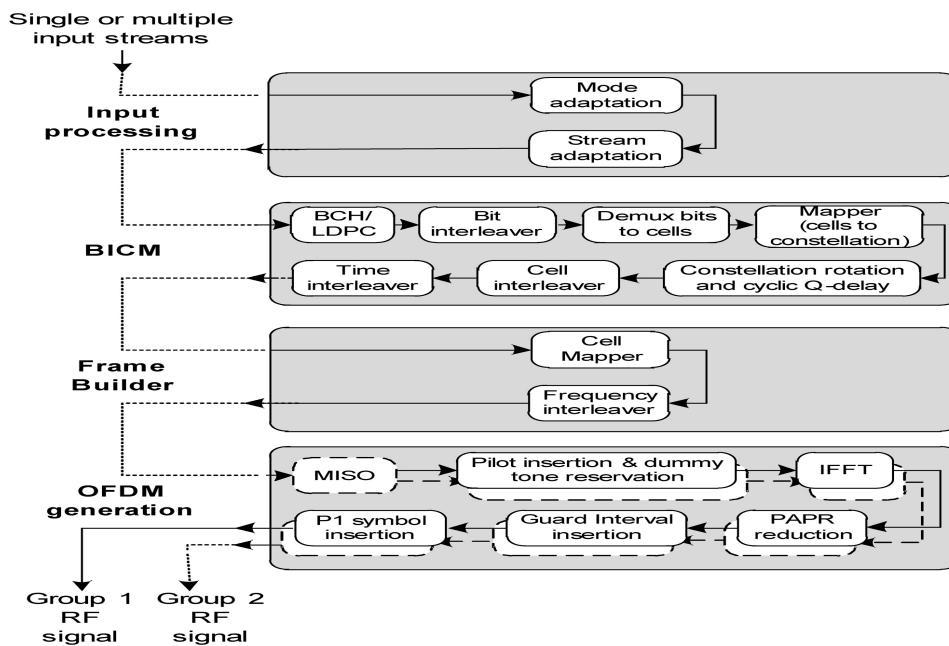 Single or multiple
input streams
Input
processing
Mode
adaptation
Stream
adaptation
BICM
BCH/
LDPC
Bit
interleaver
Demux bits
to cells
Mapper
(cells to
constellation)
Time
interleaver
Cell
interleaver
Constellation rotation
and cyclic Q-delay
Frame
Builder
Cell
Mapper
Frequency
interleaver
OFDM
generation
MISO
Pilot insertion & dummy
tone reservation
IFFT
P1 symbol
insertion
Guard Interval
insertion
PAPR
reduction
Group 1
RF
signal
Group 2
RF
signal